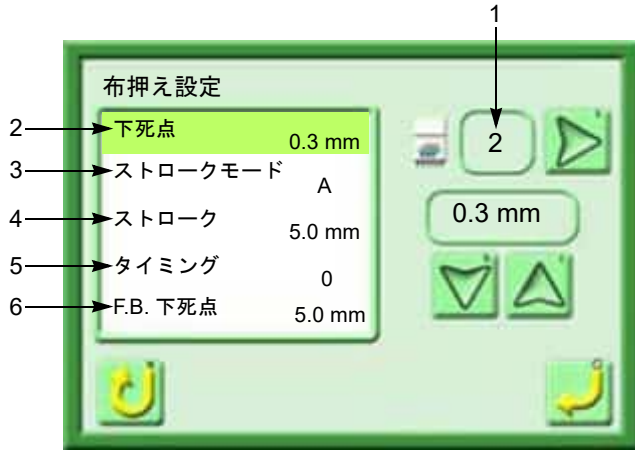 1
布押え設定
2
下死点
0.3 mm
3
ストロークモード
A
4
ストローク
5.0 mm
5
タイミング
0
6
F.B. 下死点
5.0 mm
2
0.3 mm